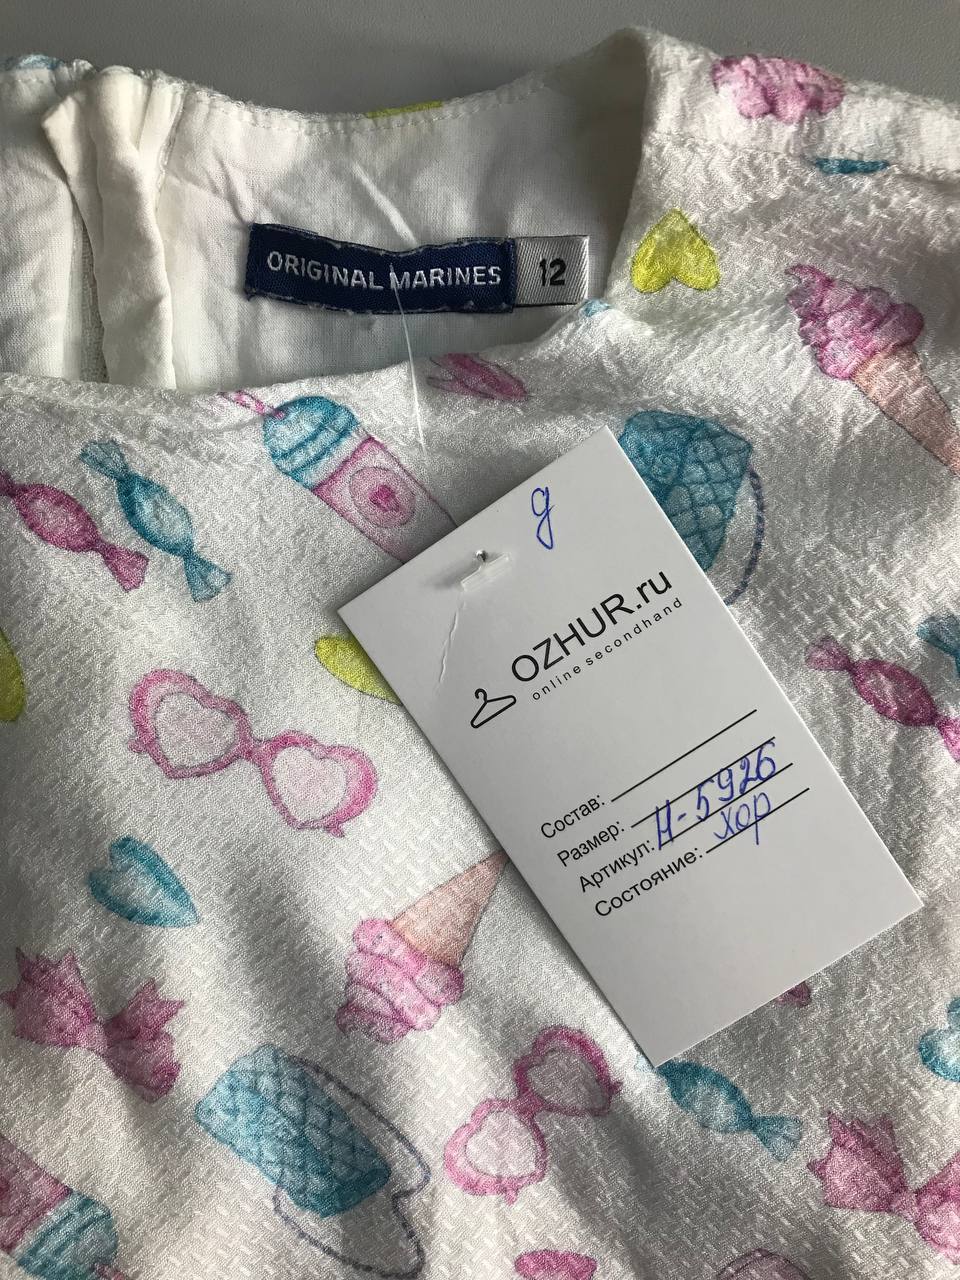 ORIGINAL MARINES 12
д
OZHUR.ru
online secondhand
Состав:
Размер:
Артикул: Н-5926
Состояние: хор